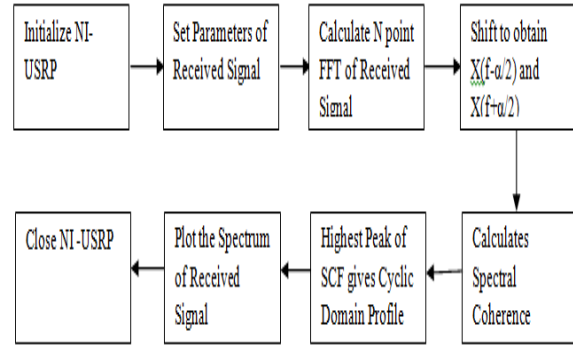 Initialize NI-
USRP
Set Parameters of
Received Signal
Calculate N point
FFT of Received
Signal
Shift to obtain
X(f-α/2) and
X(f+α/2)
Close NI -USRP
Plot the Spectrum
of Received
Signal
Highest Peak of
SCF gives Cyclic
Domain Profile
Calculates
Spectral
Coherence